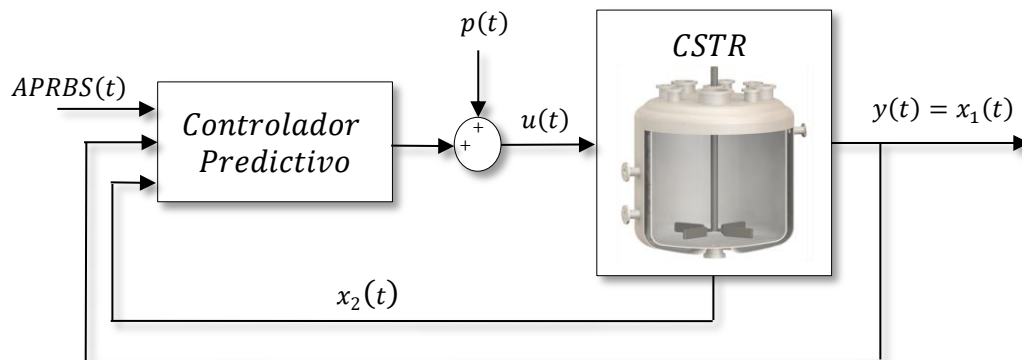 p(t)
CSTR
APRBS(t)
Controlador
Predictivo
+
+
u(t)
y(t) = x₁(t)
x₂(t)